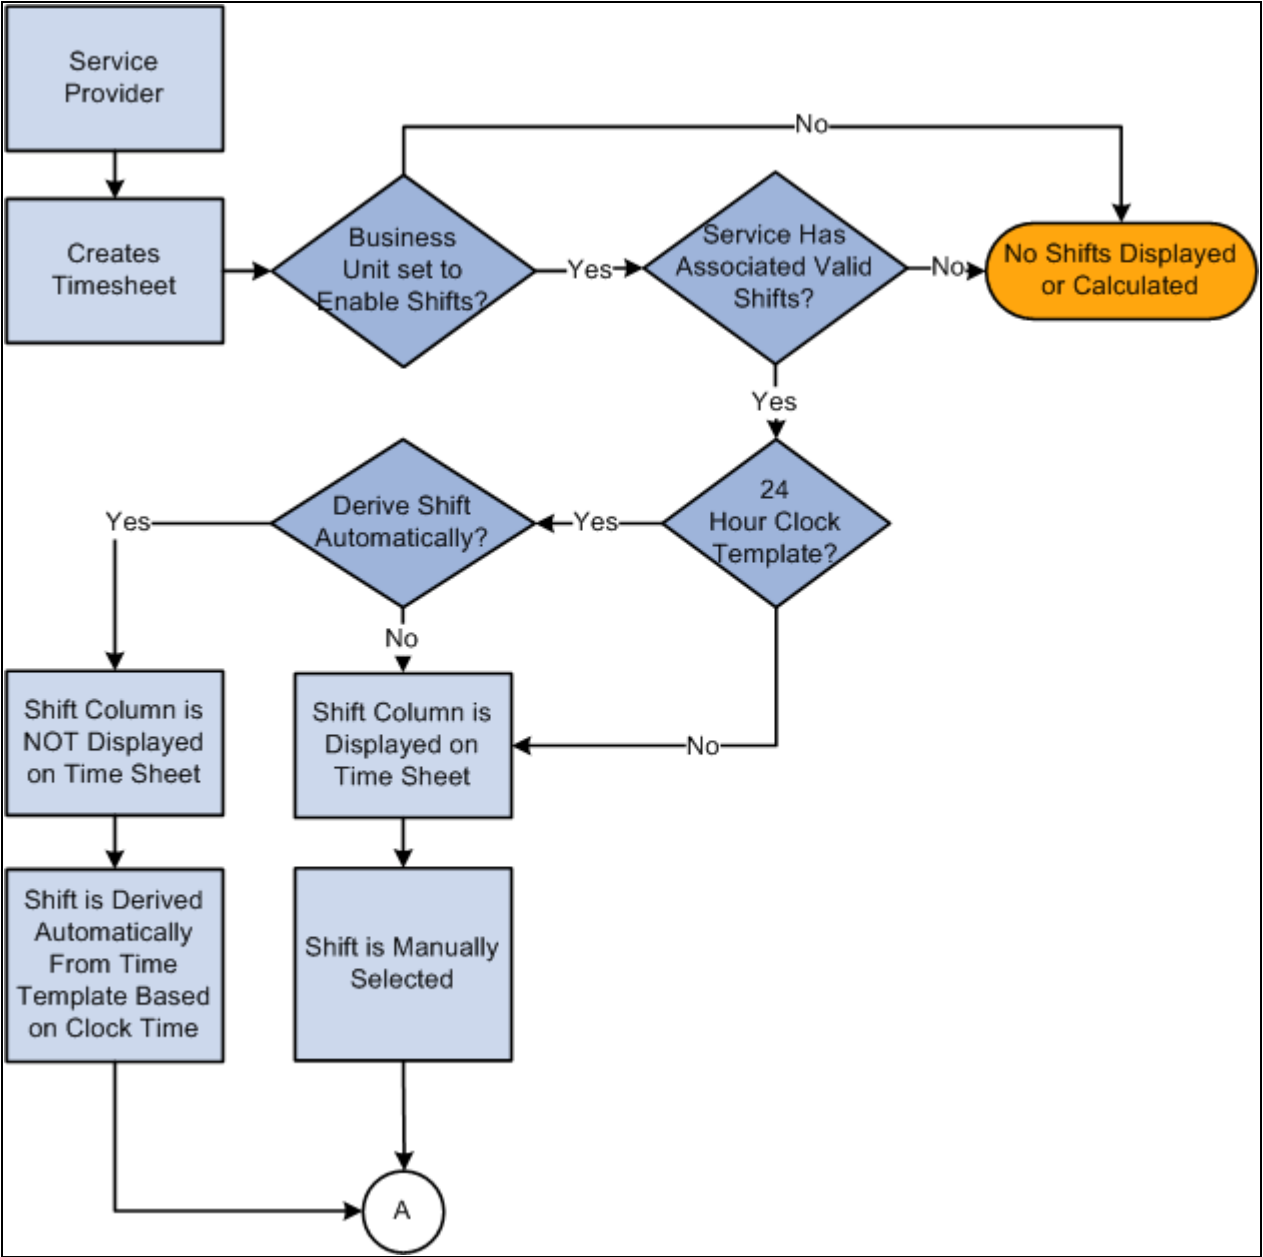 Service
Provider
No
Creates
Timesheet
Business
Unit set to
Enable Shifts?
Yes
Service Has
Associated Valid
Shifts?
No
No Shifts Displayed
or Calculated
Yes
24
Hour Clock
Template?
Yes
Derive Shift
Automatically?
Yes
No
No
Shift Column is
NOT Displayed
on Time Sheet
Shift Column is
Displayed on
Time Sheet
Shift is Derived
Automatically
From Time
Template Based
on Clock Time
Shift is Manually
Selected
A